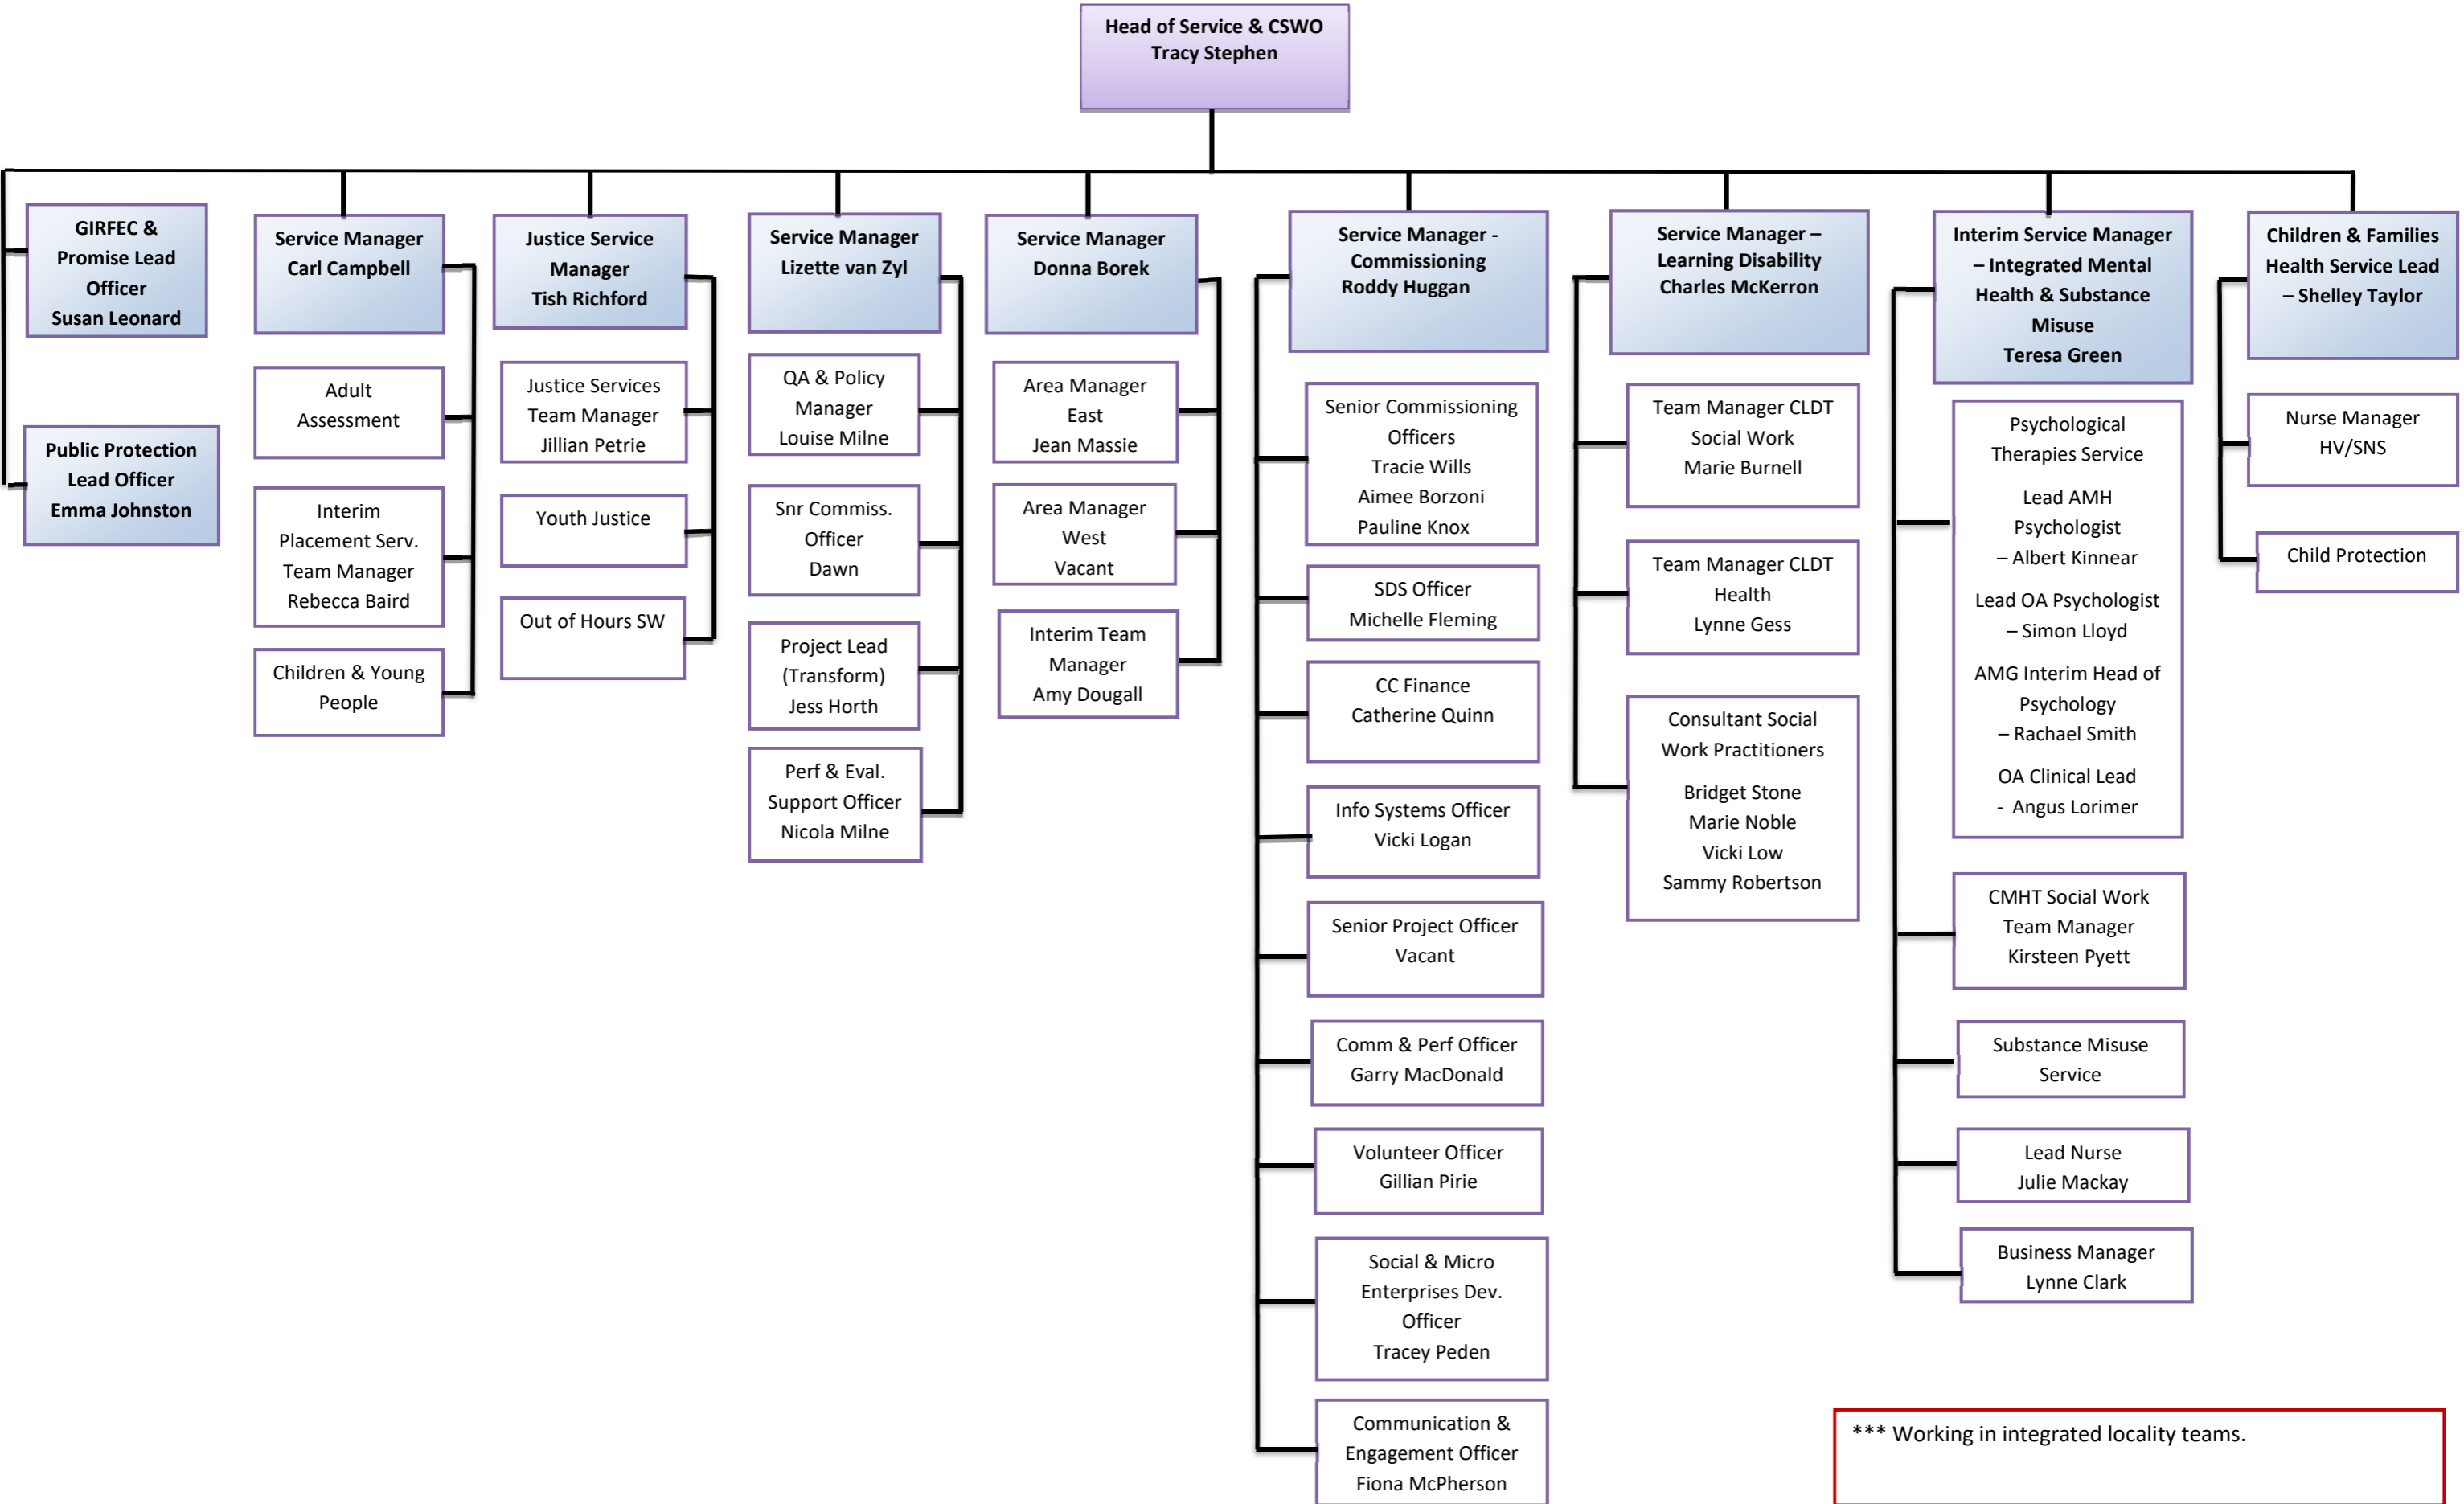 Head of Service & CSWO
Tracy Stephen
GIRFEC &
Promise Lead
Officer
Susan Leonard
Public Protection
Lead Officer
Emma Johnston
Service Manager
Carl Campbell
Adult
Assessment
Interim
Placement Serv.
Team Manager
Rebecca Baird
Children & Young
People
Justice Service
Manager
Tish Richford
Justice Services
Team Manager
Jillian Petrie
Youth Justice
Out of Hours SW
Service Manager
Lizette van Zyl
QA & Policy
Manager
Louise Milne
Snr Commiss.
Officer
Dawn
Project Lead
(Transform)
Jess Horth
Perf & Eval.
Support Officer
Nicola Milne
Service Manager
Donna Borek
Area Manager
East
Jean Massie
Area Manager
West
Vacant
Interim Team
Manager
Amy Dougall
Service Manager -
Commissioning
Roddy Huggan
Senior Commissioning
Officers
Tracie Wills
Aimee Borzoni
Pauline Knox
SDS Officer
Michelle Fleming
CC Finance
Catherine Quinn
Info Systems Officer
Vicki Logan
Senior Project Officer
Vacant
Comm & Perf Officer
Garry MacDonald
Volunteer Officer
Gillian Pirie
Social & Micro
Enterprises Dev.
Officer
Tracey Peden
Communication &
Engagement Officer
Fiona McPherson
Service Manager –
Learning Disability
Charles McKerron
Team Manager CLDT
Social Work
Marie Burnell
Team Manager CLDT
Health
Lynne Gess
Consultant Social
Work Practitioners
Bridget Stone
Marie Noble
Vicki Low
Sammy Robertson
Interim Service Manager
– Integrated Mental
Health & Substance
Misuse
Teresa Green
Psychological
Therapies Service
Lead AMH
Psychologist
– Albert Kinnear
Lead OA Psychologist
– Simon Lloyd
AMG Interim Head of
Psychology
– Rachael Smith
OA Clinical Lead
- Angus Lorimer
CMHT Social Work
Team Manager
Kirsteen Pyett
Substance Misuse
Service
Lead Nurse
Julie Mackay
Business Manager
Lynne Clark
Children & Families
Health Service Lead
– Shelley Taylor
Nurse Manager
HV/SNS
Child Protection
*** Working in integrated locality teams.